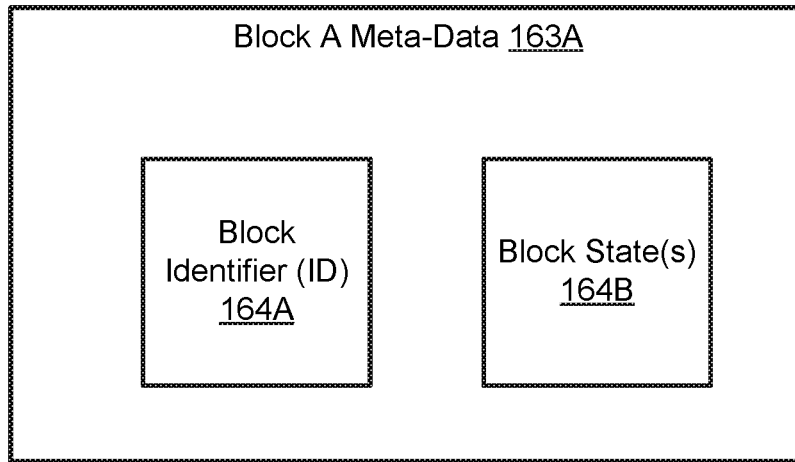 Block A Meta-Data 163A
Block
Identifier (ID)
164A
Block State(s)
164B